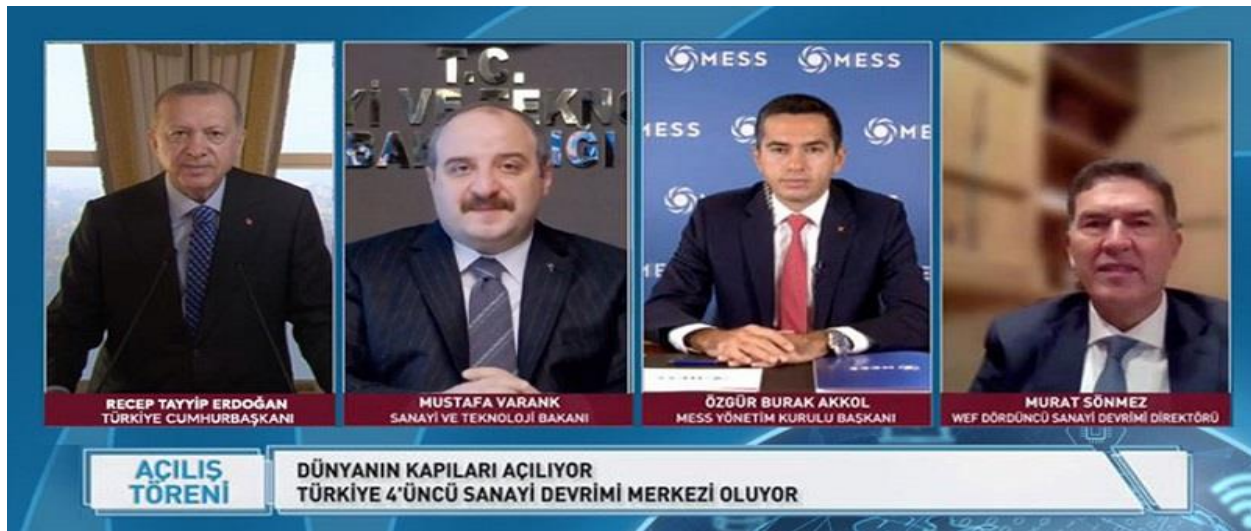 MESS MESS
T.C.
MESS
RECEP TAYYİP ERDOĞAN
TÜRKİYE CUMHURBAŞKANI
MUSTAFA VARANK
SANAYİ VE TEKNOLOJİ BAKANI
ÖZGÜR BURAK AKKOL
MESS YÖNETİM KURULU BAŞKANI
MURAT SÖNMEZ
WEF DÖRDÜNCÜ SANAYİ DEVRİMİ DİREKTÖRÜ
AÇILIŞ
TÖRENİ
DÜNYANIN KAPILARI AÇILIYOR
TÜRKİYE 4'ÜNCÜ SANAYİ DEVRİMİ MERKEZİ OLUYOR